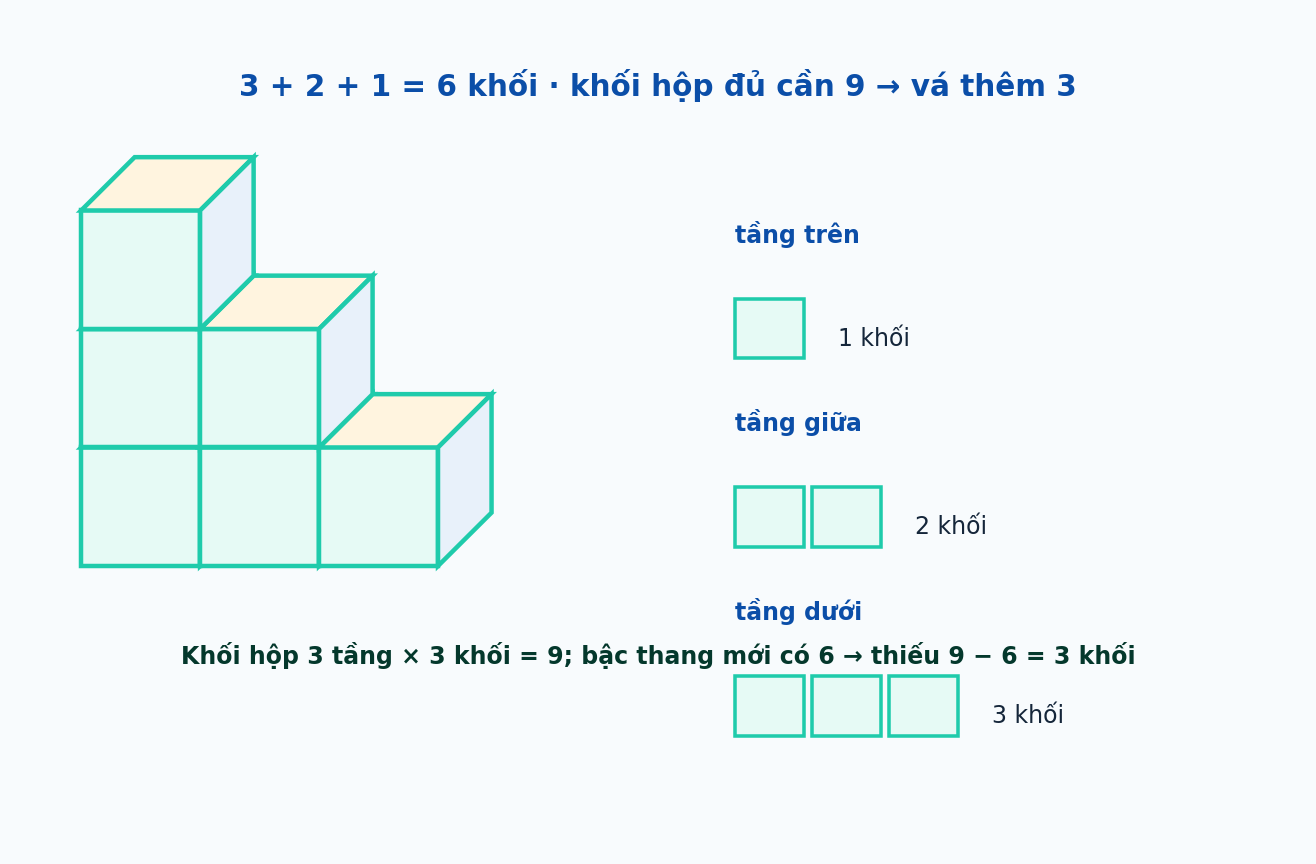 3 + 2 + 1 = 6 khối · khối hộp đủ cần 9 → vá thêm 3
tầng trên
1 khối
tầng giữa
2 khối
tầng dưới
Khối hộp 3 tầng × 3 khối = 9; bậc thang mới có 6 → thiếu 9 − 6 = 3 khối
3 khối